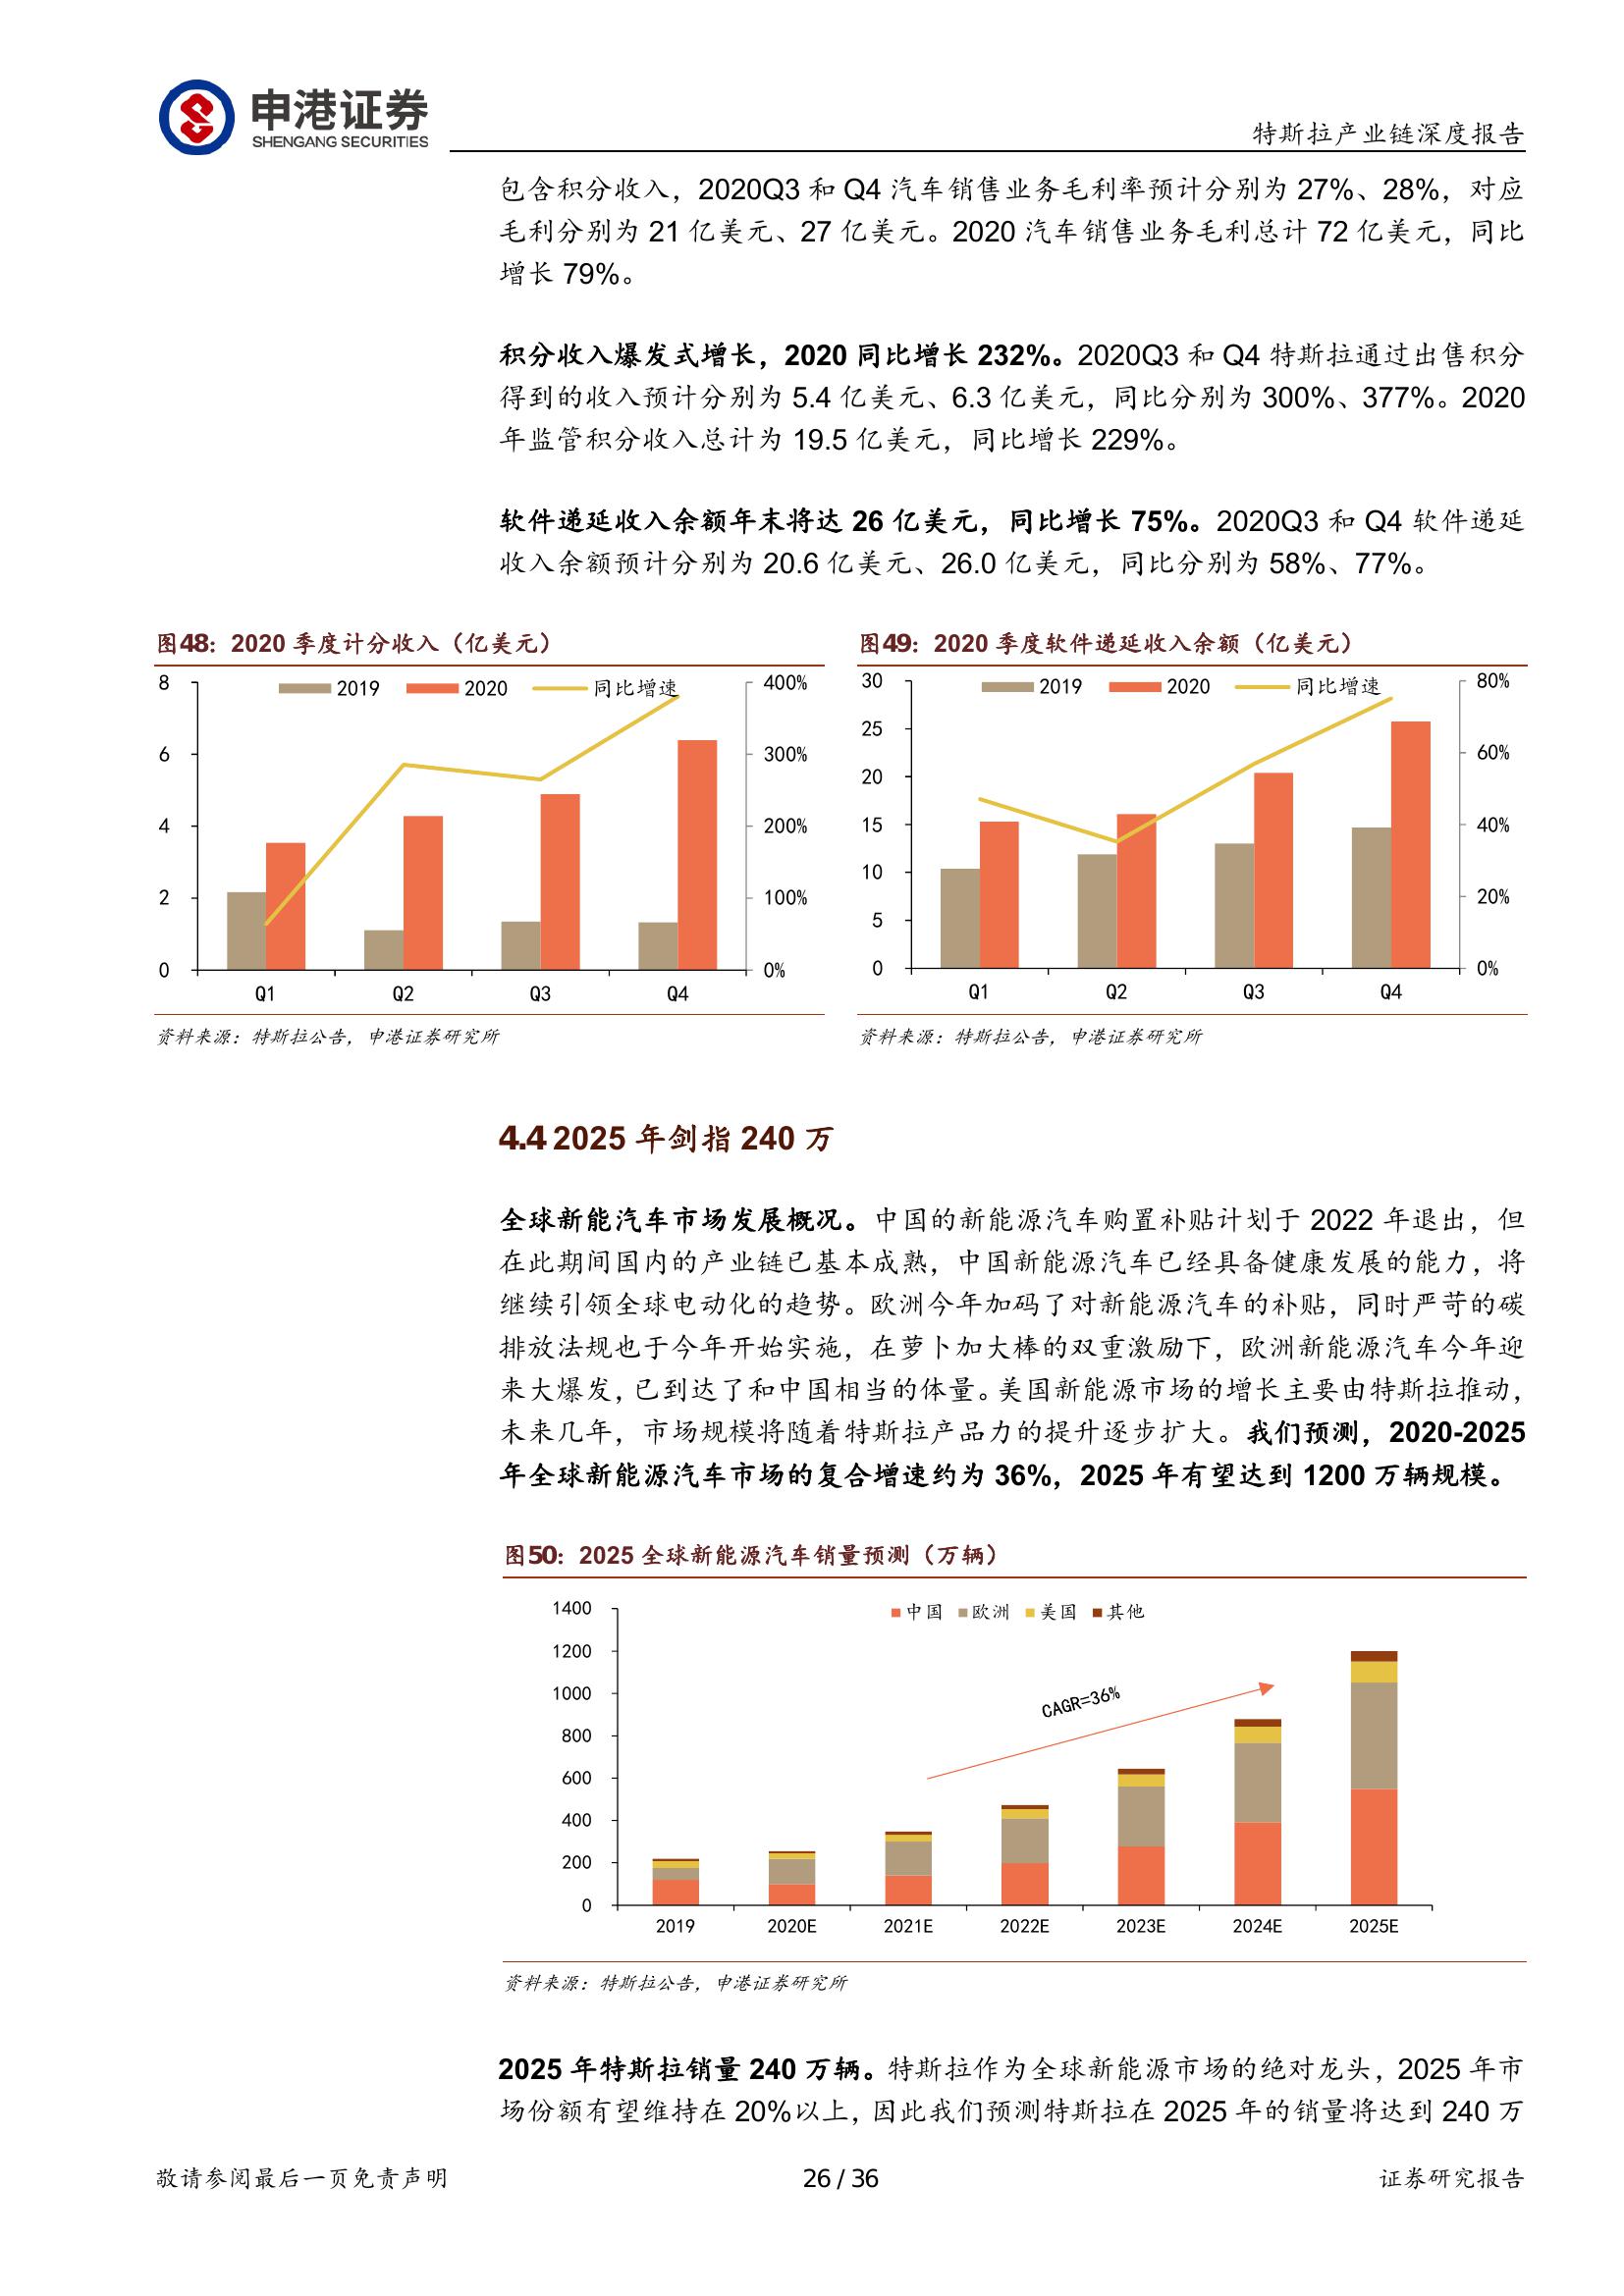 申港证券
SHENGANG SECURITIES
特斯拉产业链深度报告
包含积分收入，2020Q3 和 Q4 汽车销售业务毛利率预计分别为 27%、28%，对应
毛利分别为 21 亿美元、27 亿美元。2020 汽车销售业务毛利总计 72 亿美元，同比
增长 79%。
积分收入爆发式增长，2020 同比增长 232%。2020Q3 和 Q4 特斯拉通过出售积分
得到的收入预计分别为 5.4 亿美元、6.3 亿美元，同比分别为 300%、377%。2020
年监管积分收入总计为 19.5 亿美元，同比增长 229%。
软件递延收入余额年末将达 26 亿美元，同比增长 75%。2020Q3 和 Q4 软件递延
收入余额预计分别为 20.6 亿美元、26.0 亿美元，同比分别为 58%、77%。
图48：2020 季度计分收入（亿美元）
2019 2020 同比增速
8 400%
6 300%
4 200%
2 100%
0 0%
Q1 Q2 Q3 Q4
资料来源：特斯拉公告，申港证券研究所
图49：2020 季度软件递延收入余额（亿美元）
2019 2020 同比增速
30 80%
25
20 60%
15 40%
10
5 20%
0 0%
Q1 Q2 Q3 Q4
资料来源：特斯拉公告，申港证券研究所
4.4 2025 年剑指 240 万
全球新能汽车市场发展概况。中国的新能源汽车购置补贴计划于 2022 年退出，但
在此期间国内的产业链已基本成熟，中国新能源汽车已经具备健康发展的能力，将
继续引领全球电动化的趋势。欧洲今年加码了对新能源汽车的补贴，同时严苛的碳
排放法规也于今年开始实施，在萝卜加大棒的双重激励下，欧洲新能源汽车今年迎
来大爆发，已到达了和中国相当的体量。美国新能源市场的增长主要由特斯拉推动，
未来几年，市场规模将随着特斯拉产品力的提升逐步扩大。我们预测，2020-2025
年全球新能源汽车市场的复合增速约为 36%，2025 年有望达到 1200 万辆规模。
图50：2025 全球新能源汽车销量预测（万辆）
中国 欧洲 美国 其他
1400
1200
1000
800
600
400
200
0
CAGR=36%
2019 2020E 2021E 2022E 2023E 2024E 2025E
资料来源：特斯拉公告，申港证券研究所
2025 年特斯拉销量 240 万辆。特斯拉作为全球新能源市场的绝对龙头，2025 年市
场份额有望维持在 20%以上，因此我们预测特斯拉在 2025 年的销量将达到 240 万
敬请参阅最后一页免责声明 26 / 36 证券研究报告